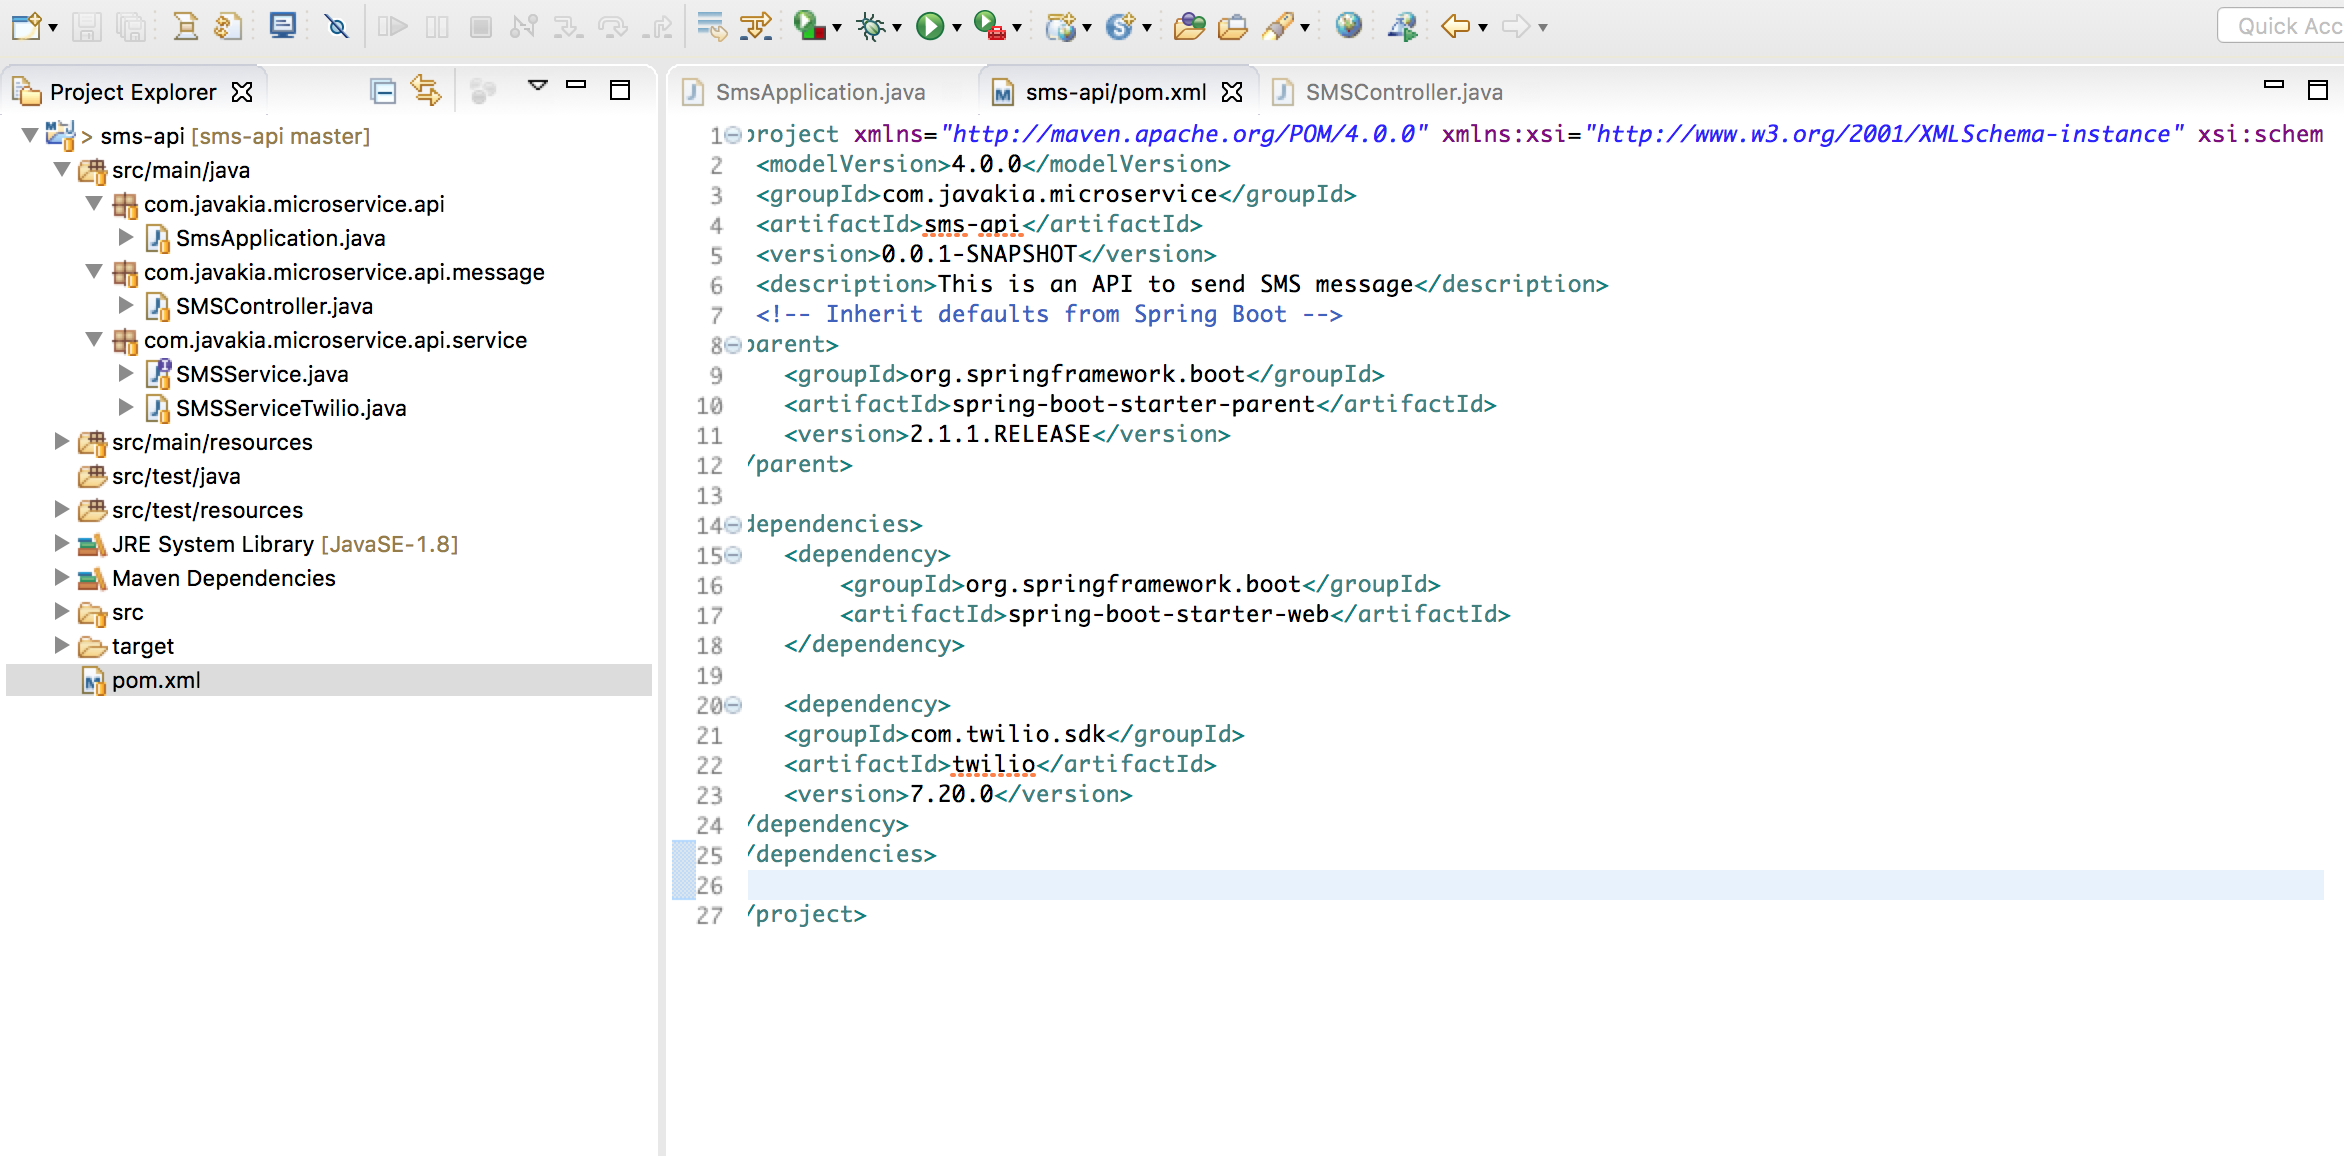 Quick Acc
Project Explorer
> sms-api [sms-api master]
src/main/java
com.javakia.microservice.api
SmsApplication.java
com.javakia.microservice.api.message
SMSController.java
com.javakia.microservice.api.service
SMSService.java
SMSServiceTwilio.java
src/main/resources
src/test/java
src/test/resources
JRE System Library [JavaSE-1.8]
Maven Dependencies
src
target
pom.xml
SmsApplication.java
sms-api/pom.xml
SMSController.java
1 project xmlns="http://maven.apache.org/POM/4.0.0" xmlns:xsi="http://www.w3.org/2001/XMLSchema-instance" xsi:schem
2 <modelVersion>4.0.0</modelVersion>
3 <groupId>com.javakia.microservice</groupId>
4 <artifactId>sms-api</artifactId>
5 <version>0.0.1-SNAPSHOT</version>
6 <description>This is an API to send SMS message</description>
7 <!-- Inherit defaults from Spring Boot -->
8 parent>
9 <groupId>org.springframework.boot</groupId>
10 <artifactId>spring-boot-starter-parent</artifactId>
11 <version>2.1.1.RELEASE</version>
12 /parent>
13
14 dependencies>
15 <dependency>
16 <groupId>org.springframework.boot</groupId>
17 <artifactId>spring-boot-starter-web</artifactId>
18 </dependency>
19
20 <dependency>
21 <groupId>com.twilio.sdk</groupId>
22 <artifactId>twilio</artifactId>
23 <version>7.20.0</version>
24 /dependency>
25 /dependencies>
26
27 /project>